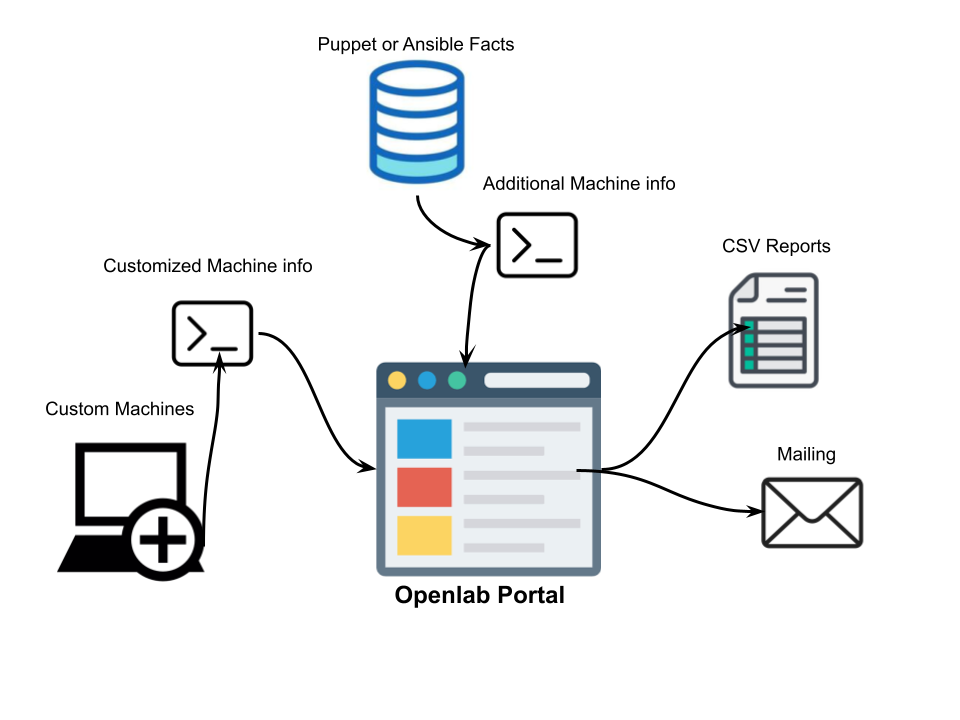 Puppet or Ansible Facts
Additional Machine info
CSV Reports
Customized Machine info
Custom Machines
Mailing
Openlab Portal